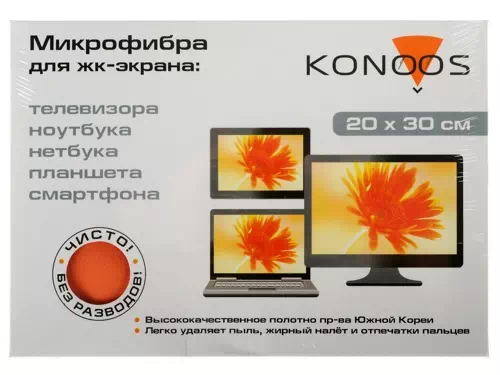 Микрофибра
для жк-экрана:
KONOOS
телевизора
ноутбука
нетбука
планшета
смартфона
20 x 30 см
ЧИСТО!
БЕЗ РАЗВОДОВ!
• Высококачественное полотно пр-ва Южной Кореи
• Легко удаляет пыль, жирный налёт и отпечатки пальцев